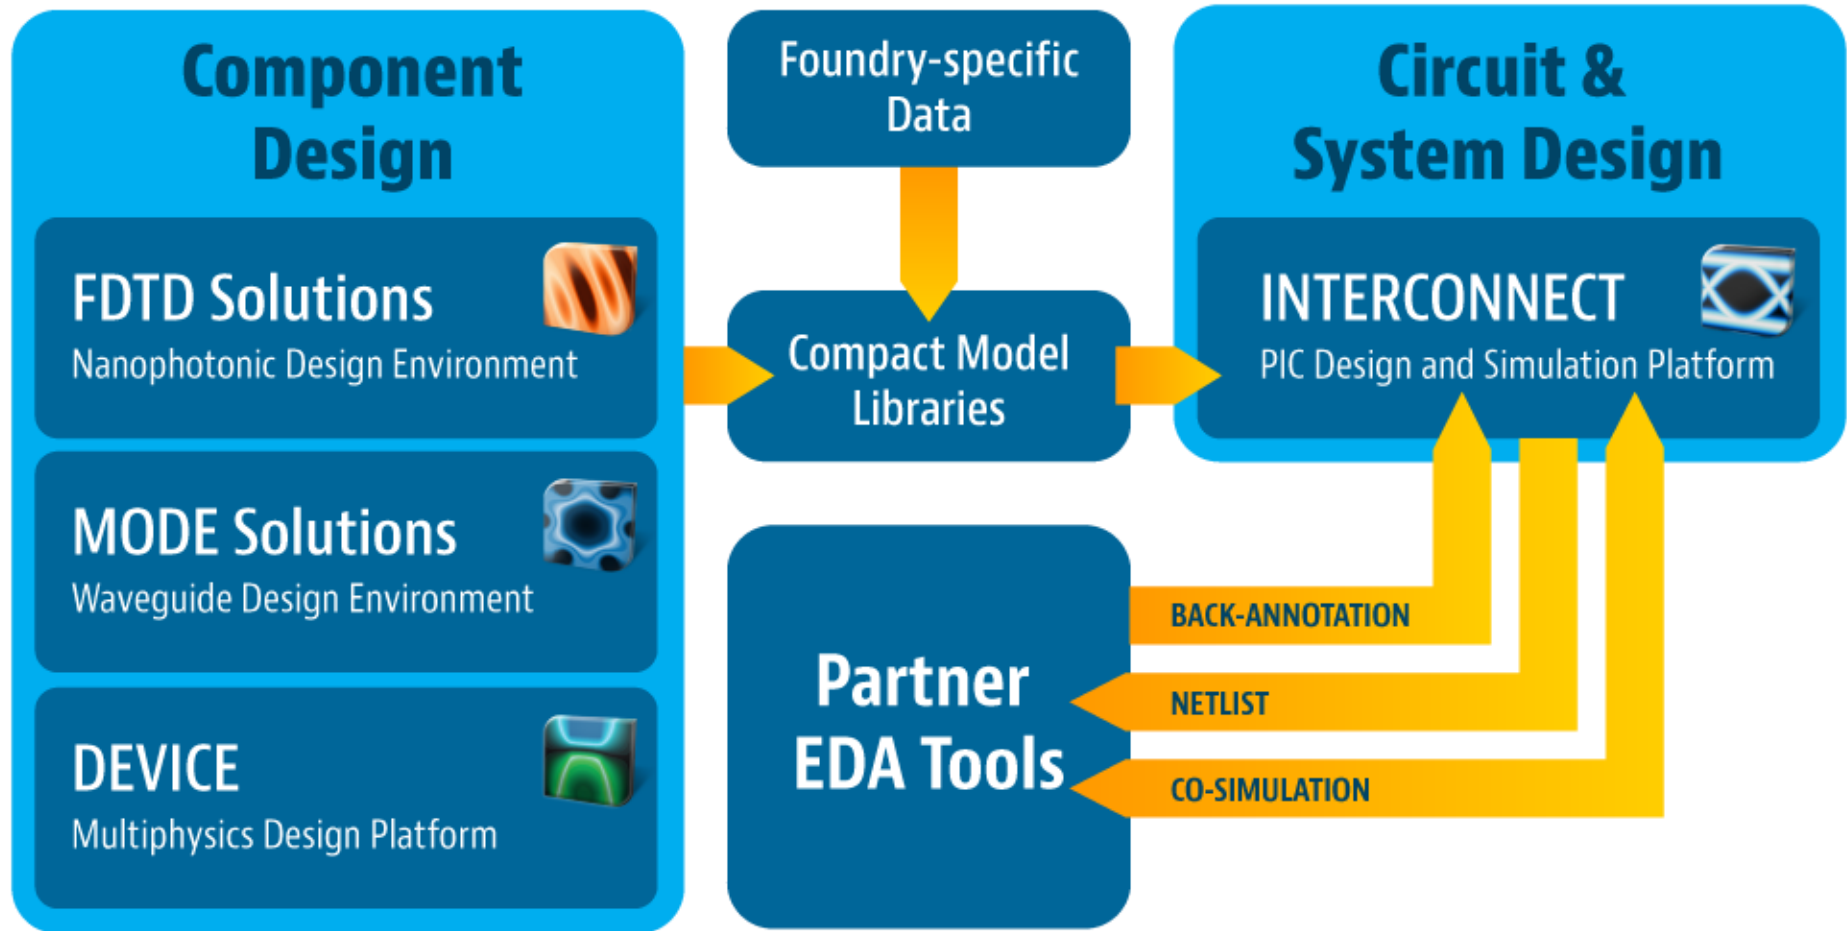 Component
Design
FDTD Solutions
Nanophotonic Design Environment
MODE Solutions
Waveguide Design Environment
DEVICE
Multiphysics Design Platform
Foundry-specific
Data
Compact Model
Libraries
Partner
EDA Tools
Circuit &
System Design
INTERCONNECT
PIC Design and Simulation Platform
BACK-ANNOTATION
NETLIST
CO-SIMULATION